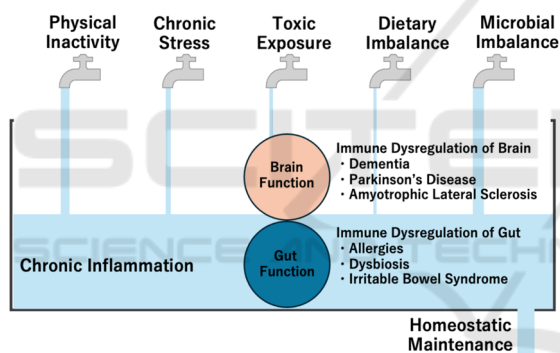 Physical
Inactivity
Chronic
Stress
Toxic
Exposure
Dietary
Imbalance
Microbial
Imbalance
Brain
Function
Immune Dysregulation of Brain
・Dementia
・Parkinson's Disease
・Amyotrophic Lateral Sclerosis
Gut
Function
Immune Dysregulation of Gut
・Allergies
・Dysbiosis
・Irritable Bowel Syndrome
Chronic Inflammation
Homeostatic
Maintenance